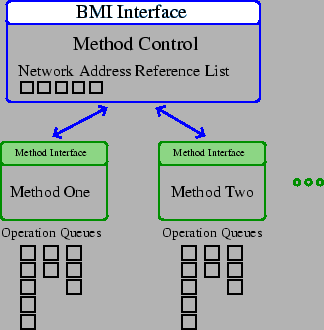 BMI Interface
Method Control
Network Address Reference List
Method Interface
Method One
Operation Queues
Method Interface
Method Two
Operation Queues